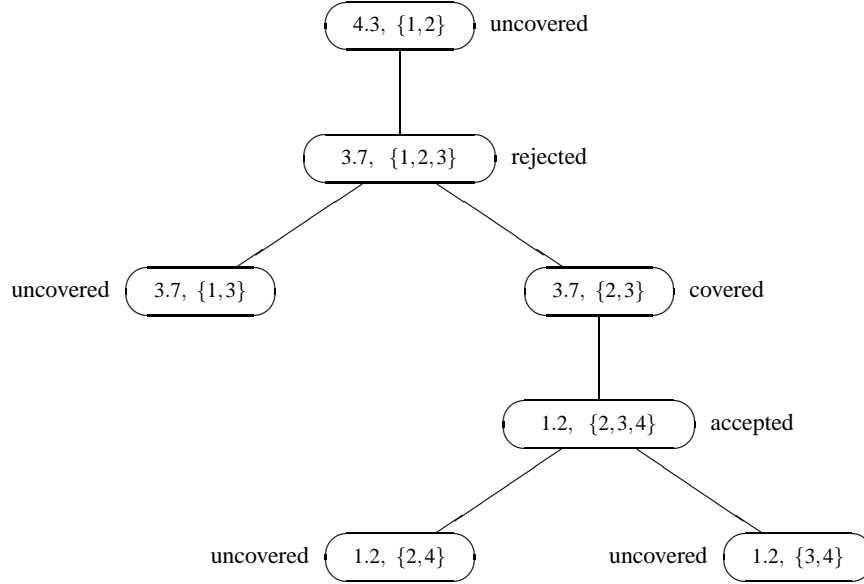 4.3, {1,2} uncovered
3.7, {1,2,3} rejected
uncovered 3.7, {1,3} 3.7, {2,3} covered
1.2, {2,3,4} accepted
uncovered 1.2, {2,4} uncovered 1.2, {3,4}